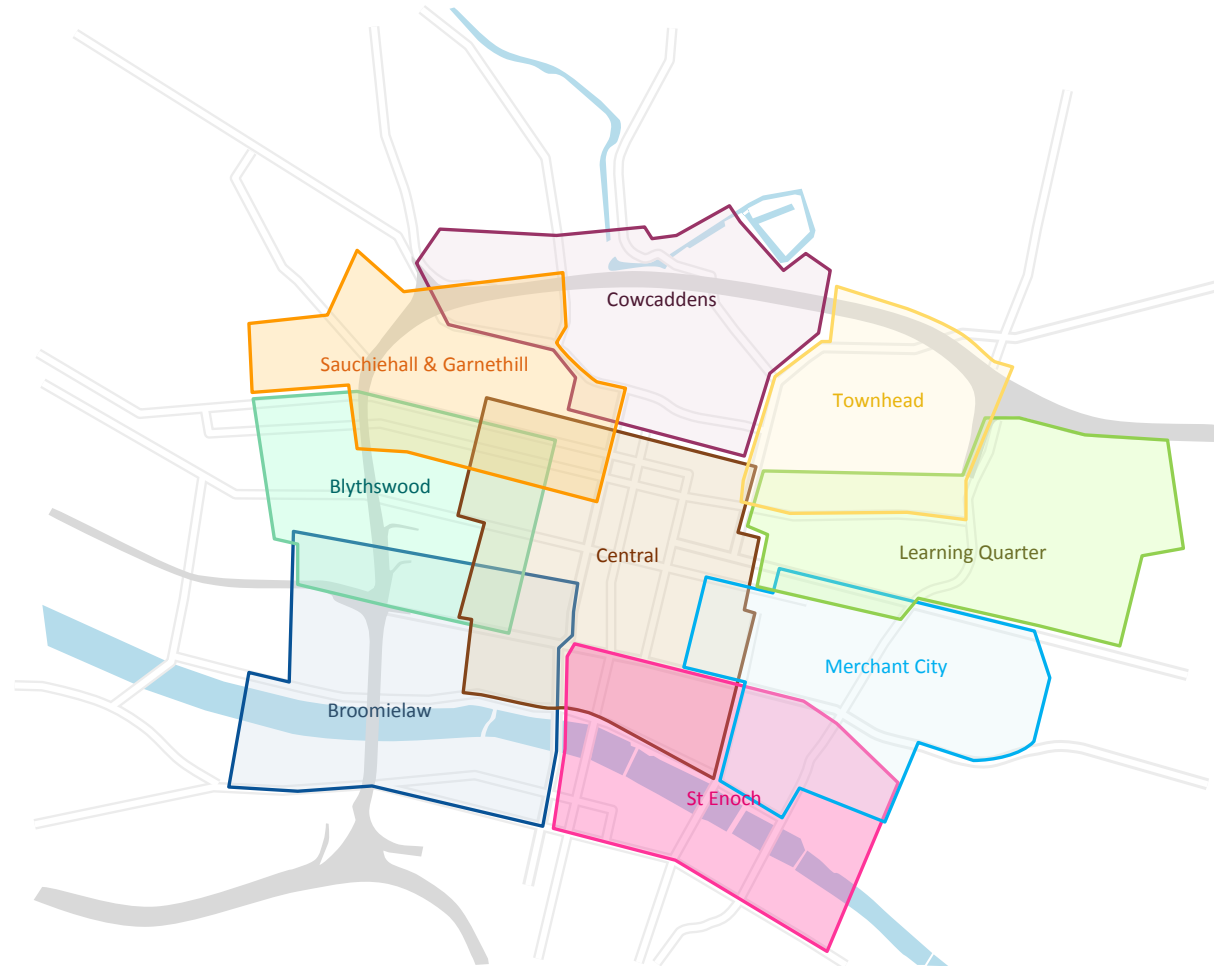 Cowcaddens
Sauchiehall & Garnethill
Townhead
Blythswood
Central
Learning Quarter
Merchant City
Broomielaw
St Enoch